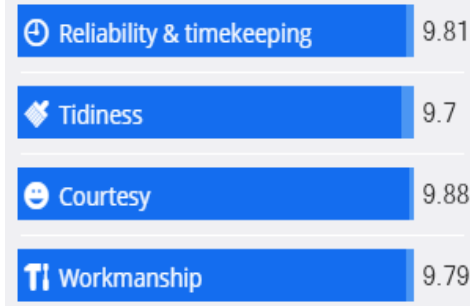 Reliability & timekeeping 9.81
Tidiness 9.7
Courtesy 9.88
Workmanship 9.79